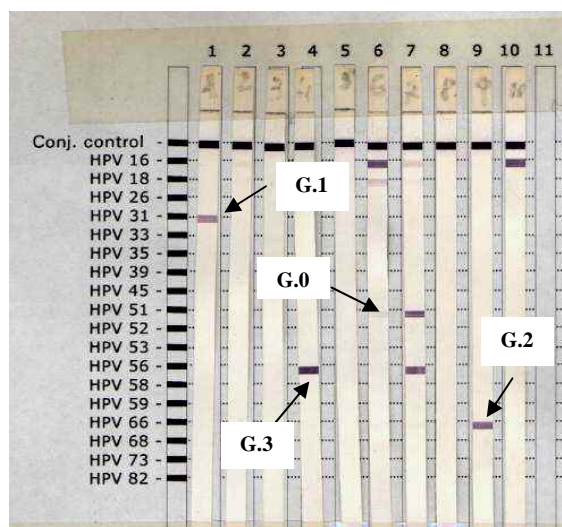 1 2 3 4 5 6 7 8 9 10 11
Conj. control -
HPV 16 -
HPV 18 -
HPV 26 -
G.1
HPV 31 -
HPV 33 -
HPV 35 -
HPV 39 -
G.0
HPV 45 -
HPV 51 -
HPV 52 -
G.2
HPV 53 -
HPV 56 -
HPV 58 -
HPV 59 -
HPV 66 -
G.3
HPV 68 -
HPV 73 -
HPV 82 -